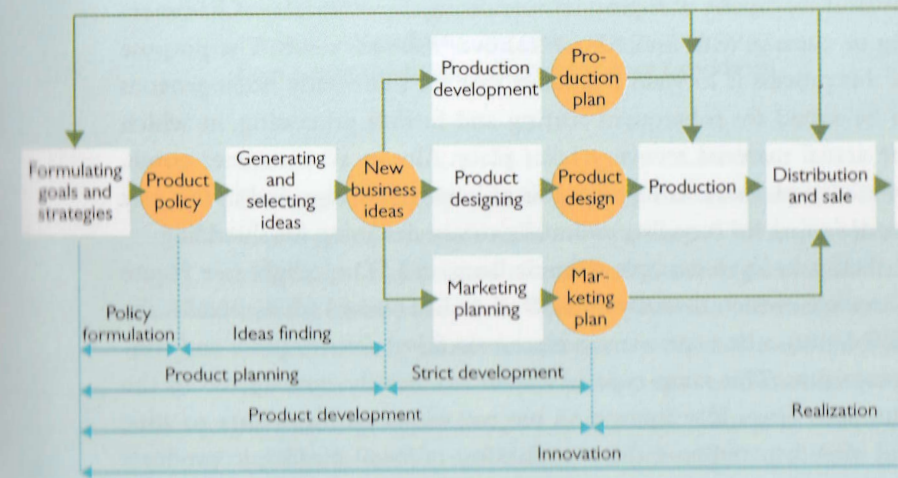 Production
development
Pro-
duction
plan
Formulating
goals and
strategies
Product
policy
Generating
and
selecting
ideas
New
business
ideas
Product
designing
Product
design
Production
Distribution
and sale
Marketing
planning
Mar-
keting
plan
Policy
formulation
Ideas finding
Product planning
Strict development
Product development
Realization
Innovation